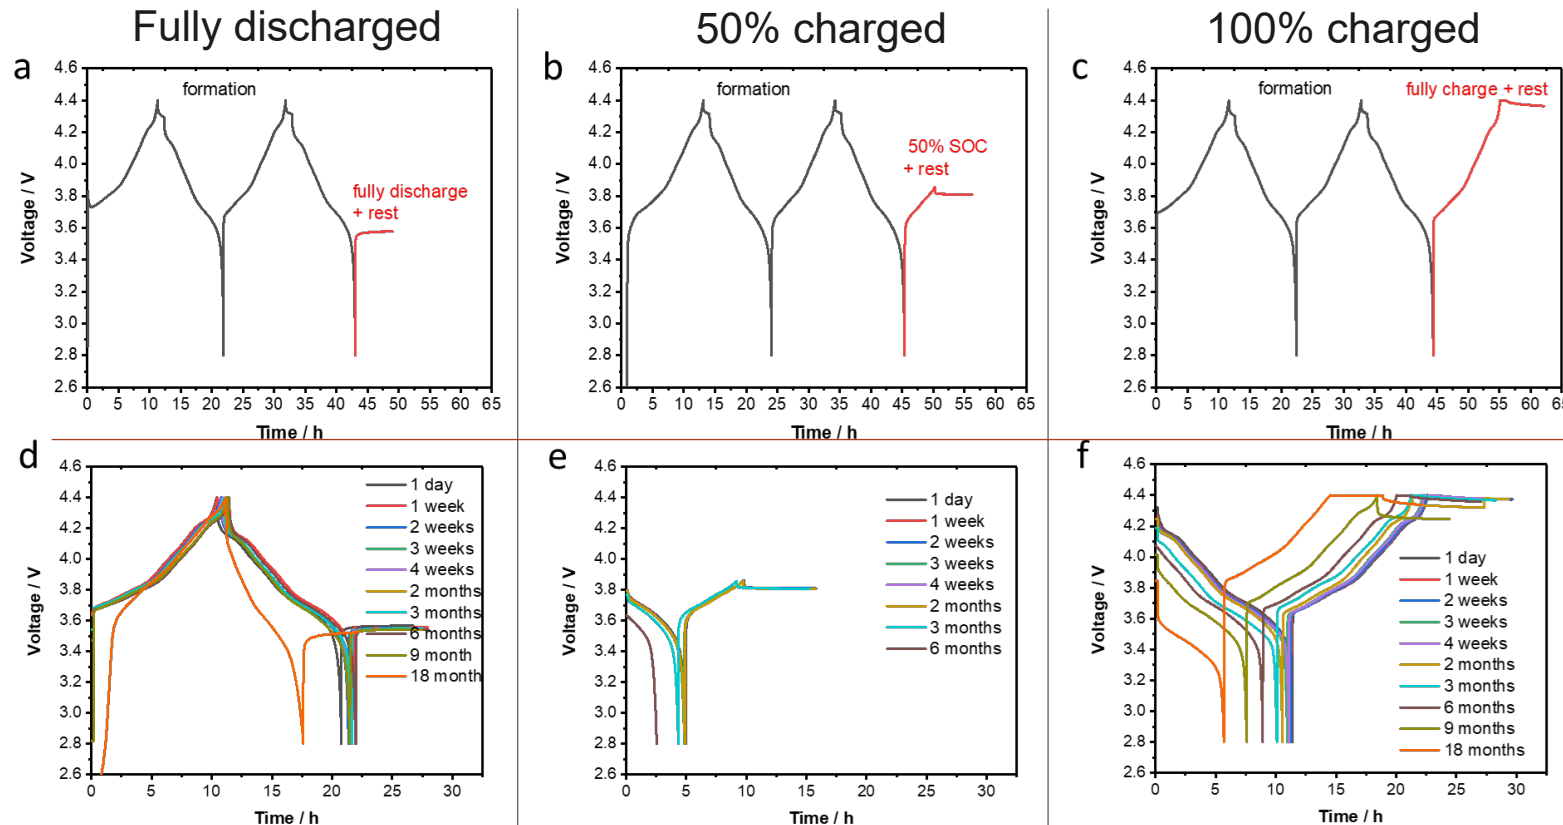 Fully discharged
50% charged
100% charged
a
4.6
4.4
4.2
4.0
3.8
3.6
3.4
3.2
3.0
2.8
2.6
Voltage / V
formation
fully discharge
+ rest
0 5 10 15 20 25 30 35 40 45 50 55 60 65
Time / h
b
4.6
4.4
4.2
4.0
3.8
3.6
3.4
3.2
3.0
2.8
2.6
Voltage / V
formation
50% SOC
+ rest
0 5 10 15 20 25 30 35 40 45 50 55 60 65
Time / h
c
4.6
4.4
4.2
4.0
3.8
3.6
3.4
3.2
3.0
2.8
2.6
Voltage / V
formation
fully charge + rest
0 5 10 15 20 25 30 35 40 45 50 55 60 65
Time / h
d
4.6
4.4
4.2
4.0
3.8
3.6
3.4
3.2
3.0
2.8
2.6
Voltage / V
1 day
1 week
2 weeks
3 weeks
4 weeks
2 months
3 months
6 months
9 month
18 month
0 5 10 15 20 25 30
Time / h
e
4.6
4.4
4.2
4.0
3.8
3.6
3.4
3.2
3.0
2.8
2.6
Voltage / V
1 day
1 week
2 weeks
3 weeks
4 weeks
2 months
3 months
6 months
0 5 10 15 20 25 30
Time / h
f
4.6
4.4
4.2
4.0
3.8
3.6
3.4
3.2
3.0
2.8
2.6
Voltage / V
1 day
1 week
2 weeks
3 weeks
4 weeks
2 months
3 months
6 months
9 months
18 months
0 5 10 15 20 25 30
Time / h